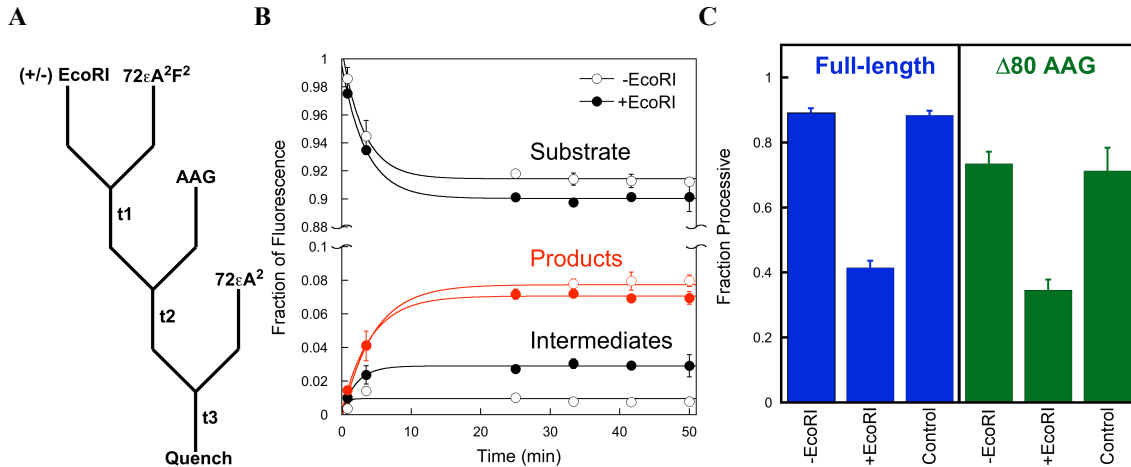 A
(+/-) EcoRI 72εA²F²
AAG
t1
72εA²
t2
t3
Quench
B
-EcoRI
+EcoRI
Substrate
Products
Intermediates
Fraction of Fluorescence
1
0.98
0.96
0.94
0.92
0.9
0.88
0.1
0.08
0.06
0.04
0.02
0
0 10 20 30 40 50
Time (min)
C
Full-length Δ80 AAG
Fraction Processive
1
0.8
0.6
0.4
0.2
0
-EcoRI +EcoRI Control -EcoRI +EcoRI Control